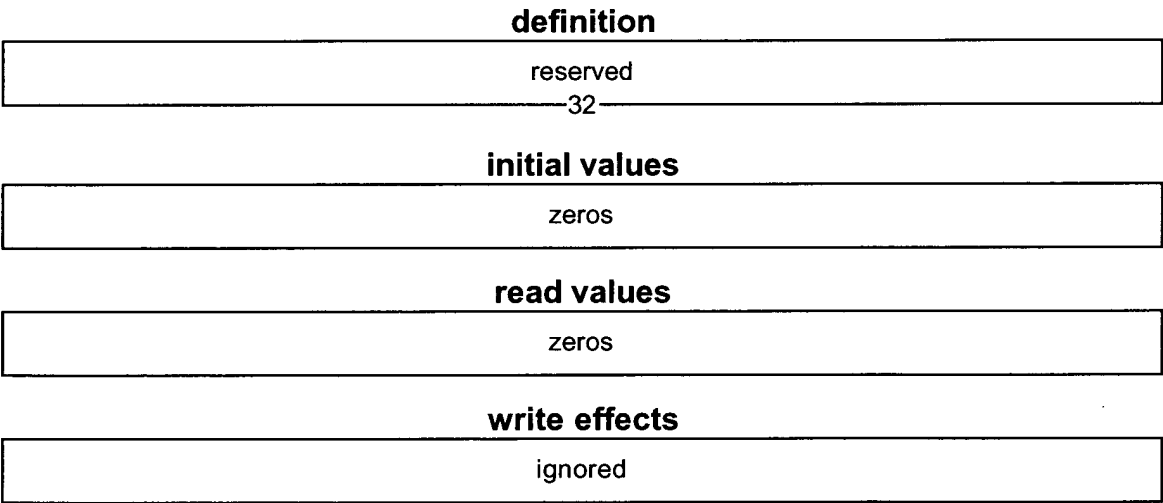 definition
reserved
32
initial values
zeros
read values
zeros
write effects
ignored